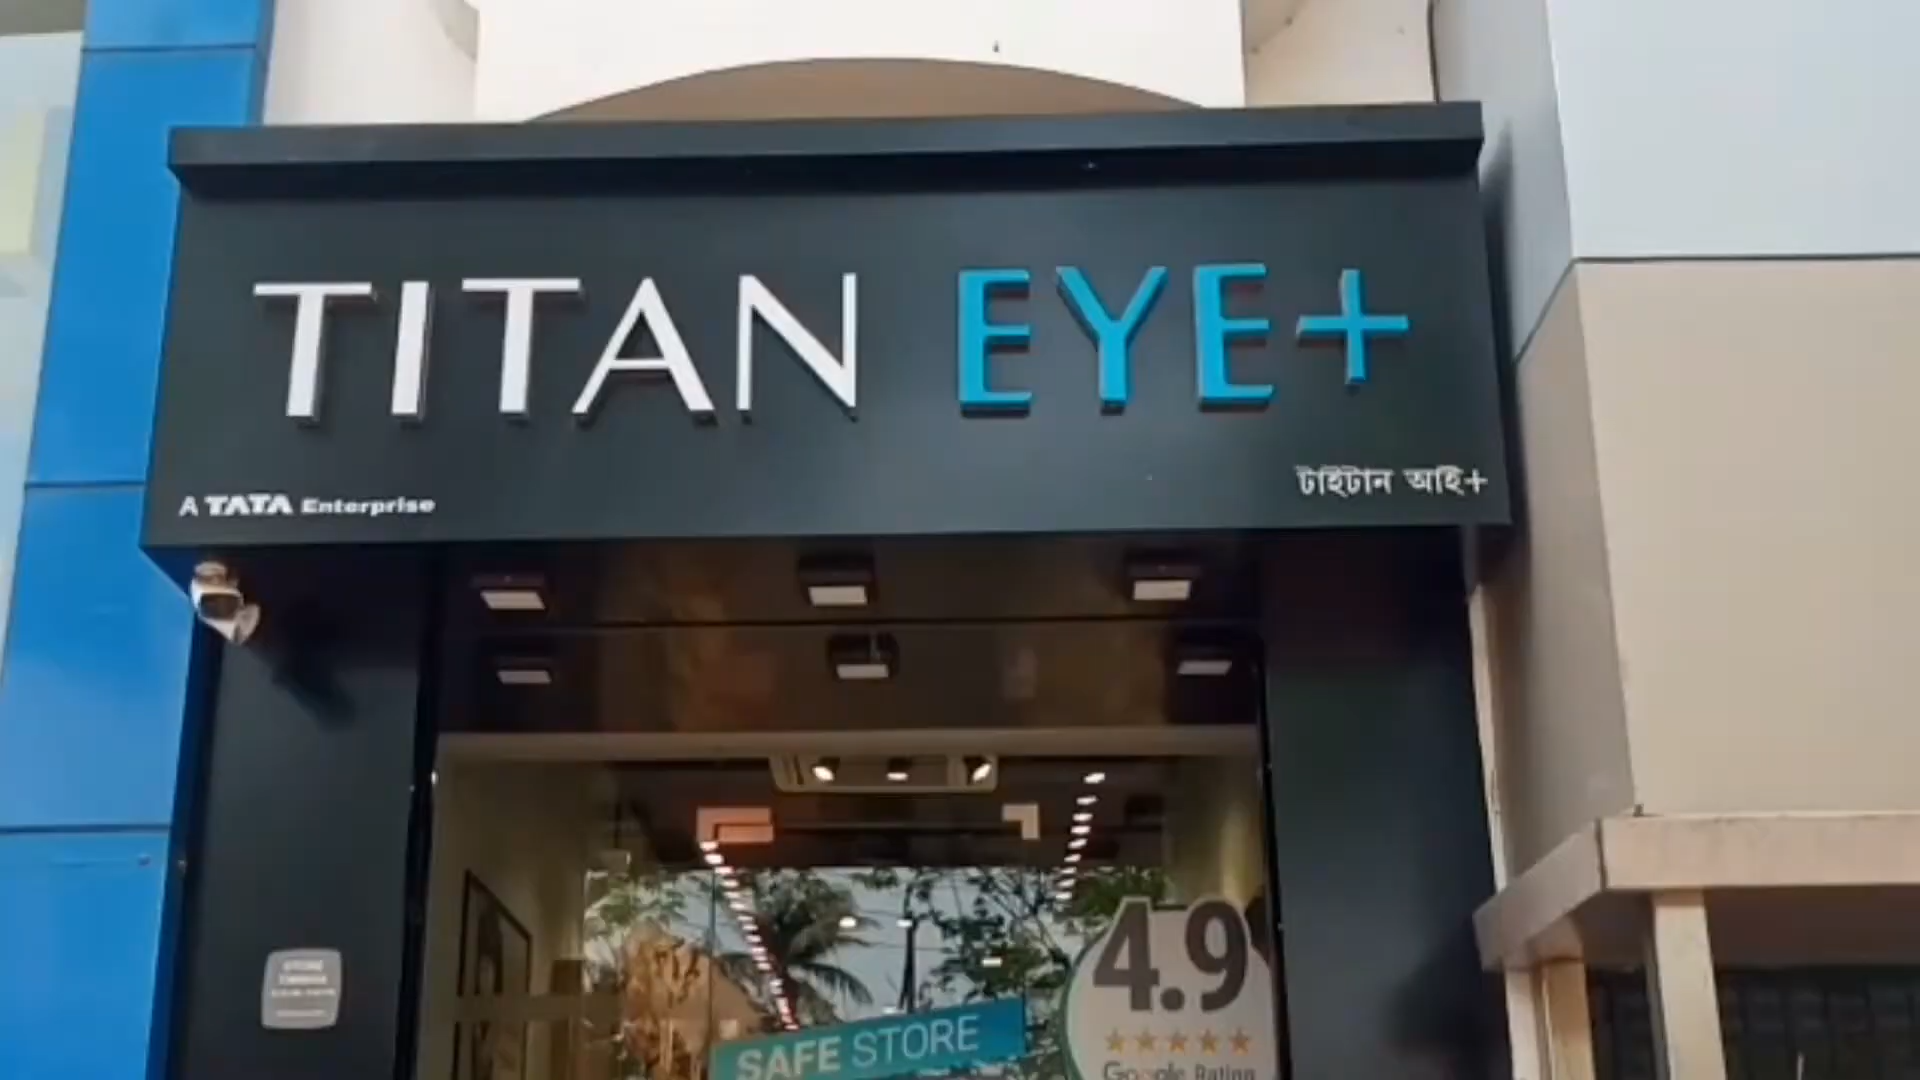 TITAN EYE+
A TATA Enterprise
টাইটান আই+
4.9
SAFE STORE
Google Rating